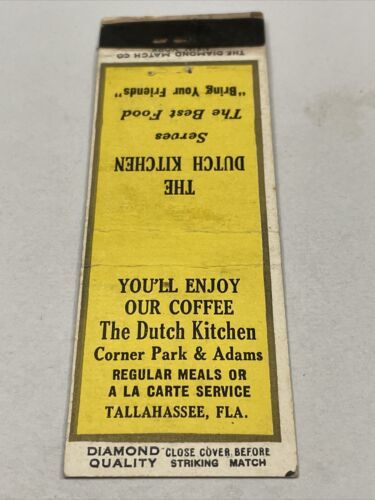 THE DIAMOND MATCH CO
THE
DUTCH KITCHEN
Serves
The Best Food
"Bring Your Friends"
YOU'LL ENJOY
OUR COFFEE
The Dutch Kitchen
Corner Park & Adams
REGULAR MEALS OR
A LA CARTE SERVICE
TALLAHASSEE, FLA.
DIAMOND CLOSE COVER BEFORE
QUALITY STRIKING MATCH